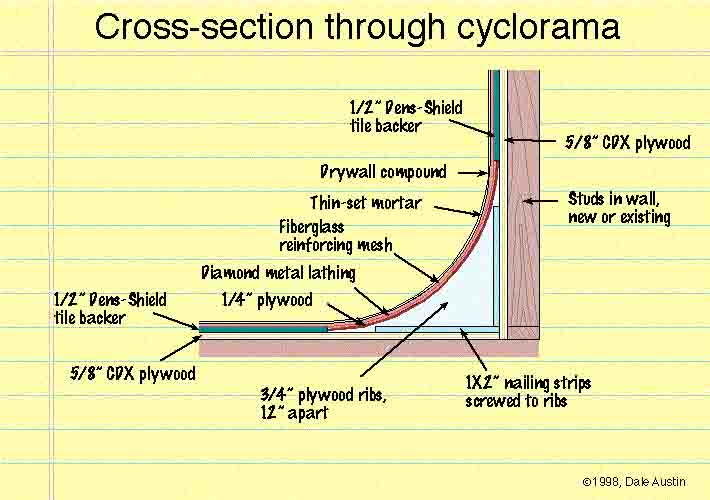 Cross-section through cyclorama
1/2" Dens-Shield
tile backer
5/8" CDX plywood
Drywall compound
Thin-set mortar
Studs in wall,
new or existing
Fiberglass
reinforcing mesh
Diamond metal lathing
1/4" plywood
1/2" Dens-Shield
tile backer
5/8" CDX plywood
3/4" plywood ribs,
12" apart
1X2" nailing strips
screwed to ribs
©1998, Dale Austin